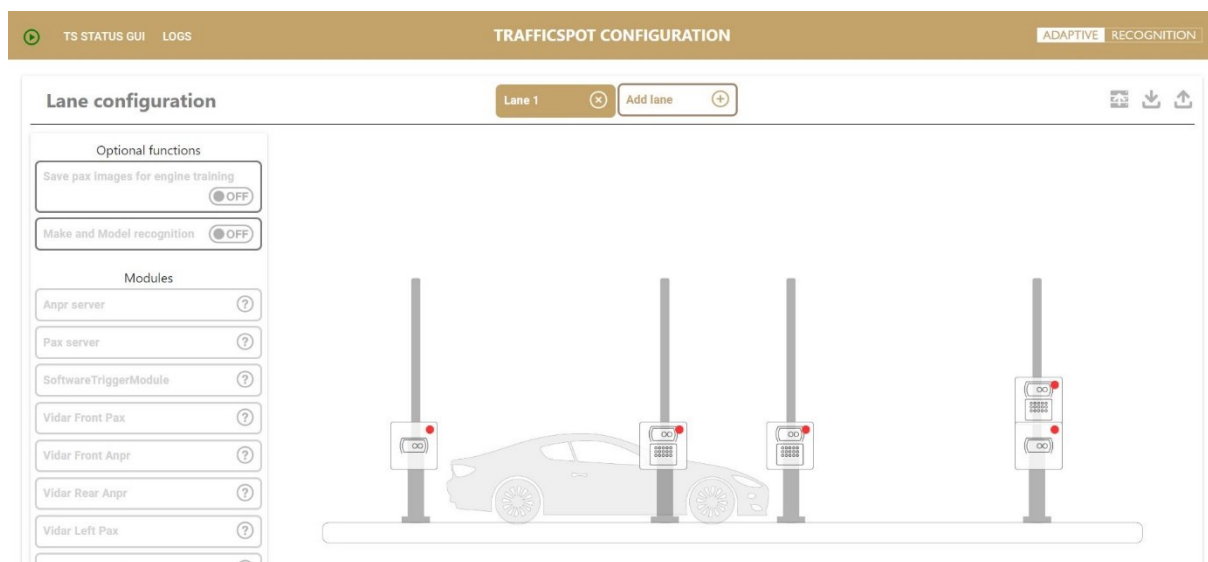 TS STATUS GUI LOGS TRAFFICSPOT CONFIGURATION ADAPTIVE RECOGNITION
Lane configuration Lane 1 Add lane
Optional functions
Save pax images for engine training
OFF
Make and Model recognition OFF
Modules
Anpr server ?
Pax server ?
SoftwareTriggerModule ?
Vidar Front Pax ?
Vidar Front Anpr ?
Vidar Rear Anpr ?
Vidar Left Pax ?